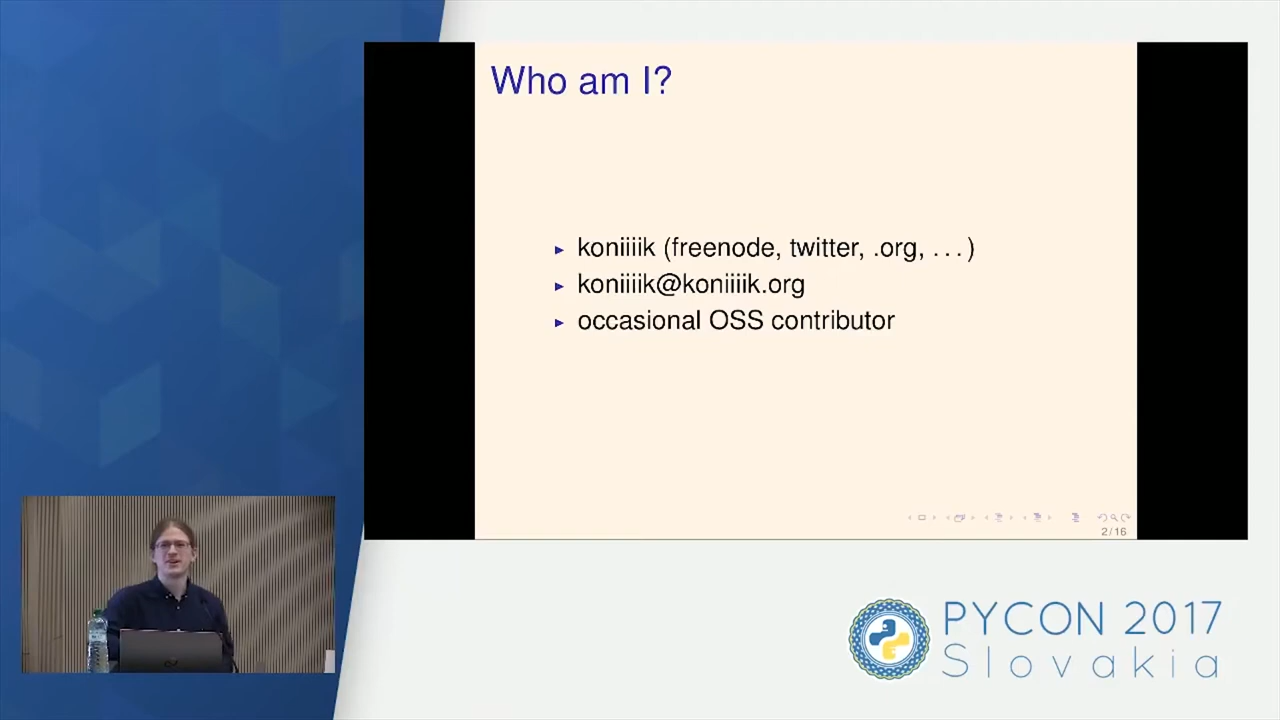 Who am I?
▸ koniiiik (freenode, twitter, .org, . . . )
▸ koniiiik@koniiiik.org
▸ occasional OSS contributor
2/16
PYCON 2017
Slovakia